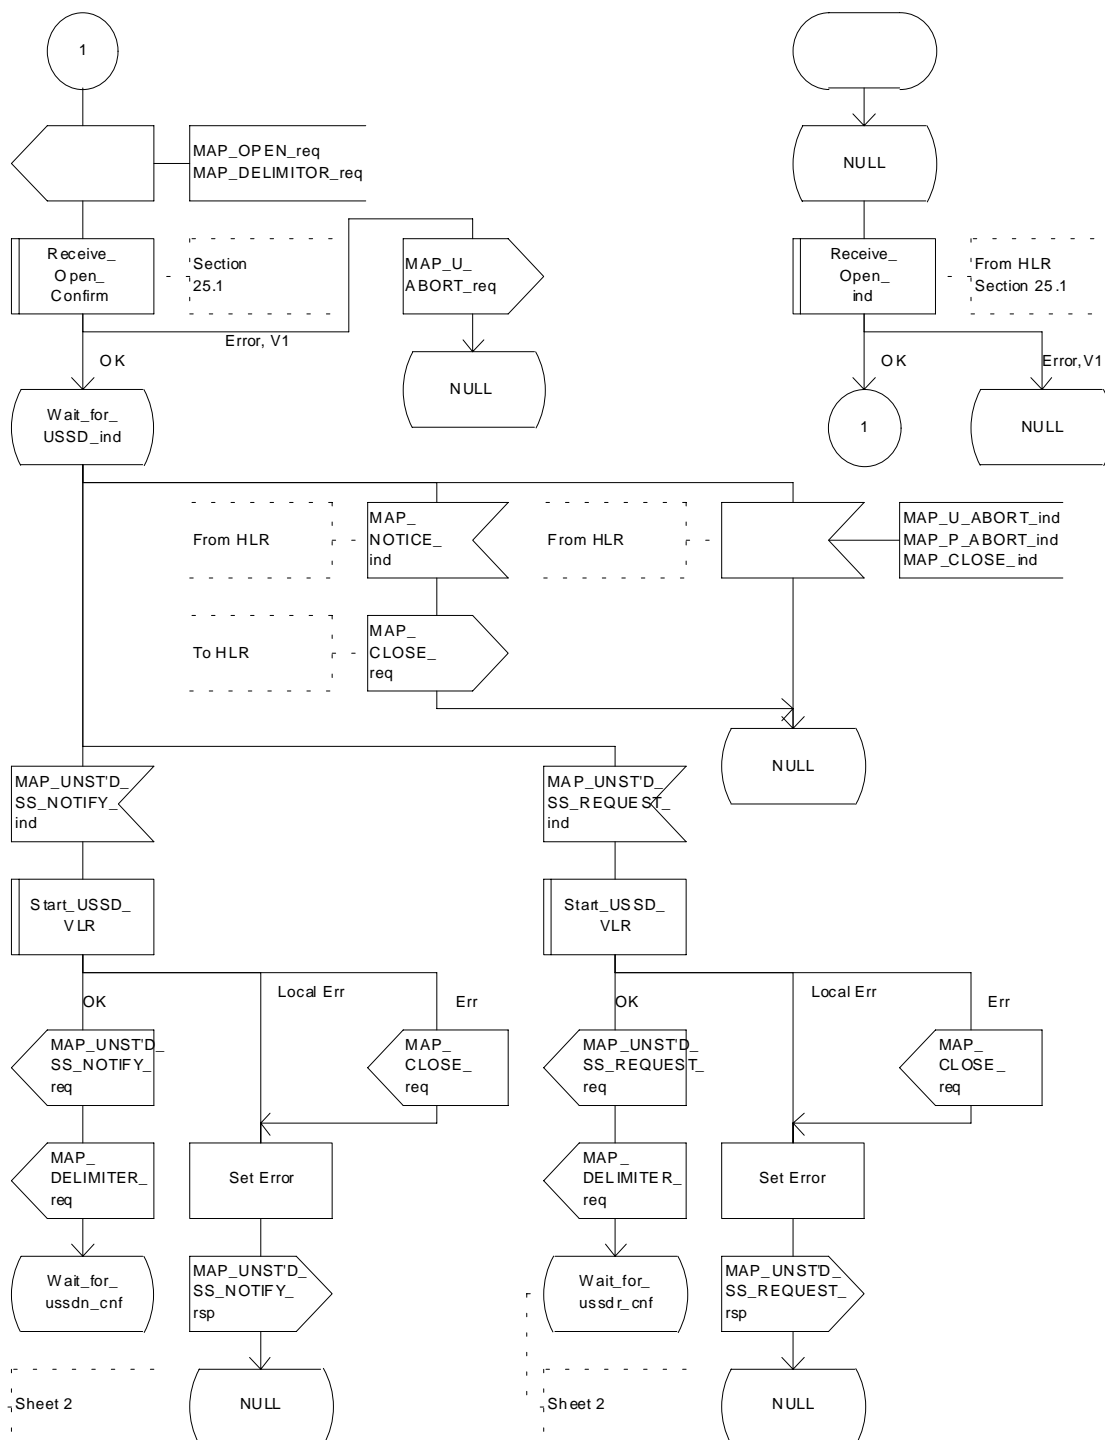 1
MAP_OPEN_req
MAP_DELIMITOR_req
NULL
Receive_
Open_
Confirm
Section
25.1
MAP_U_
ABORT_req
Receive_
Open_
ind
From HLR
Section 25.1
Error, V1
OK
NULL
OK
Error, V1
Wait_for_
USSD_ind
1
NULL
From HLR
MAP_
NOTICE_
ind
From HLR
MAP_U_ABORT_ind
MAP_P_ABORT_ind
MAP_CLOSE_ind
To HLR
MAP_
CLOSE_
req
NULL
MAP_UNST'D_
SS_NOTIFY_
ind
MAP_UNST'D_
SS_REQUEST_
ind
Start_USSD_
VLR
Start_USSD_
VLR
OK
Local Err
Err
OK
Local Err
Err
MAP_UNST'D_
SS_NOTIFY_
req
MAP_
CLOSE_
req
MAP_UNST'D_
SS_REQUEST_
req
MAP_
CLOSE_
req
MAP_
DELIMITER_
req
Set Error
MAP_
DELIMITER_
req
Set Error
Wait_for_
ussdn_cnf
MAP_UNST'D_
SS_NOTIFY_
rsp
Wait_for_
ussdr_cnf
MAP_UNST'D_
SS_REQUEST_
rsp
Sheet 2
NULL
Sheet 2
NULL